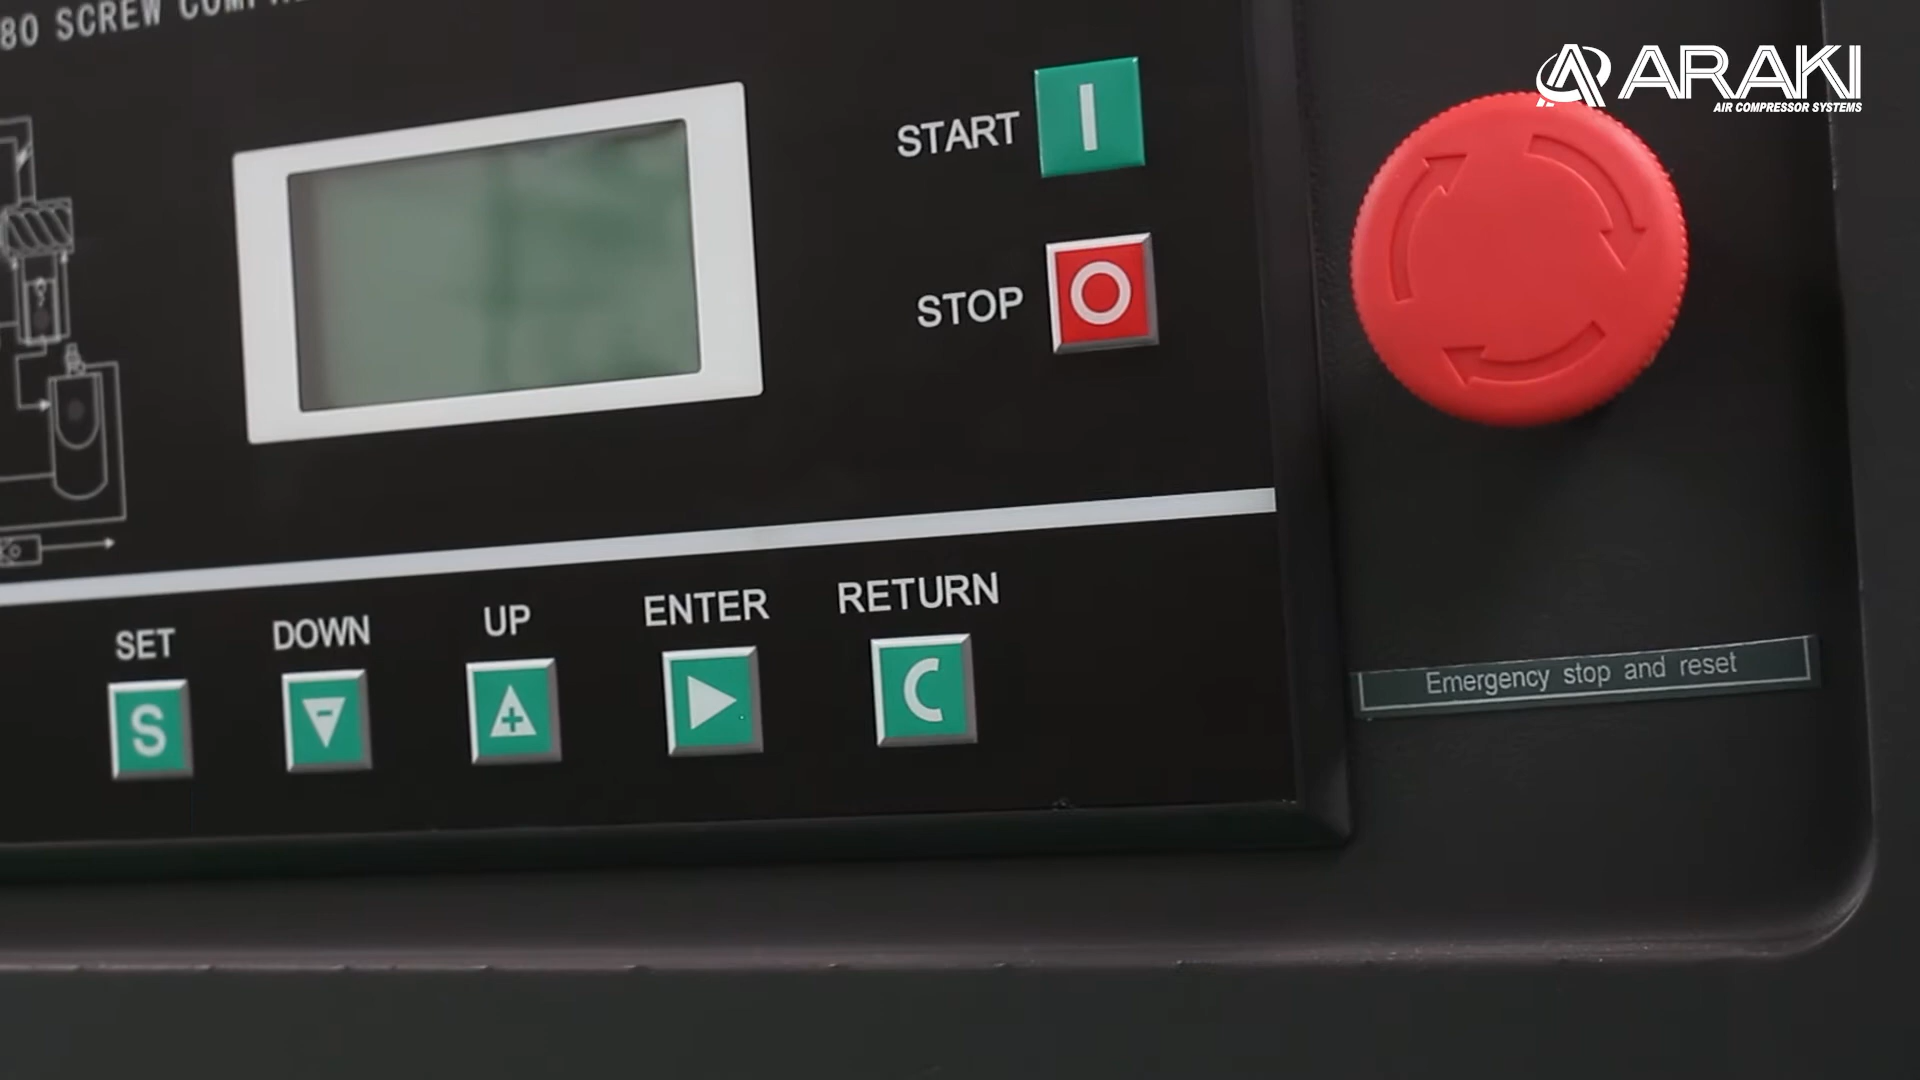 80 SCREW
ARAKI
AIR COMPRESSOR SYSTEMS
START
STOP
SET
DOWN
UP
ENTER
RETURN
S
C
Emergency stop and reset